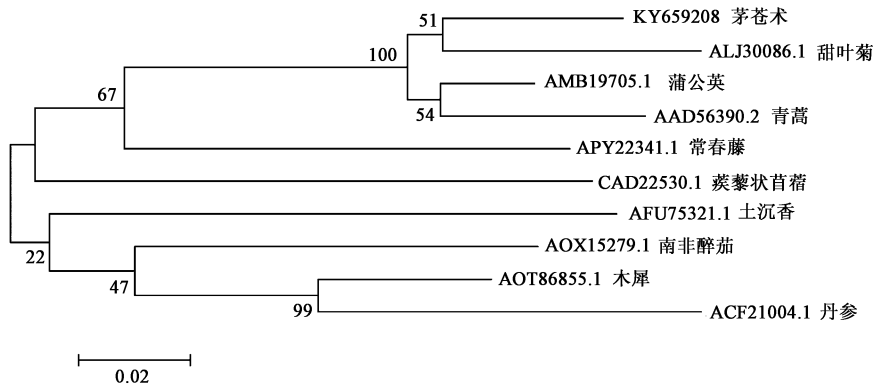 51
KY659208 茅苍术
ALJ30086.1 甜叶菊
100
AMB19705.1 蒲公英
67
54
AAD56390.2 青蒿
APY22341.1 常春藤
CAD22530.1 蒺藜状苜蓿
AFU75321.1 土沉香
22
AOX15279.1 南非醉茄
47
AOT86855.1 木犀
99
ACF21004.1 丹参
0.02